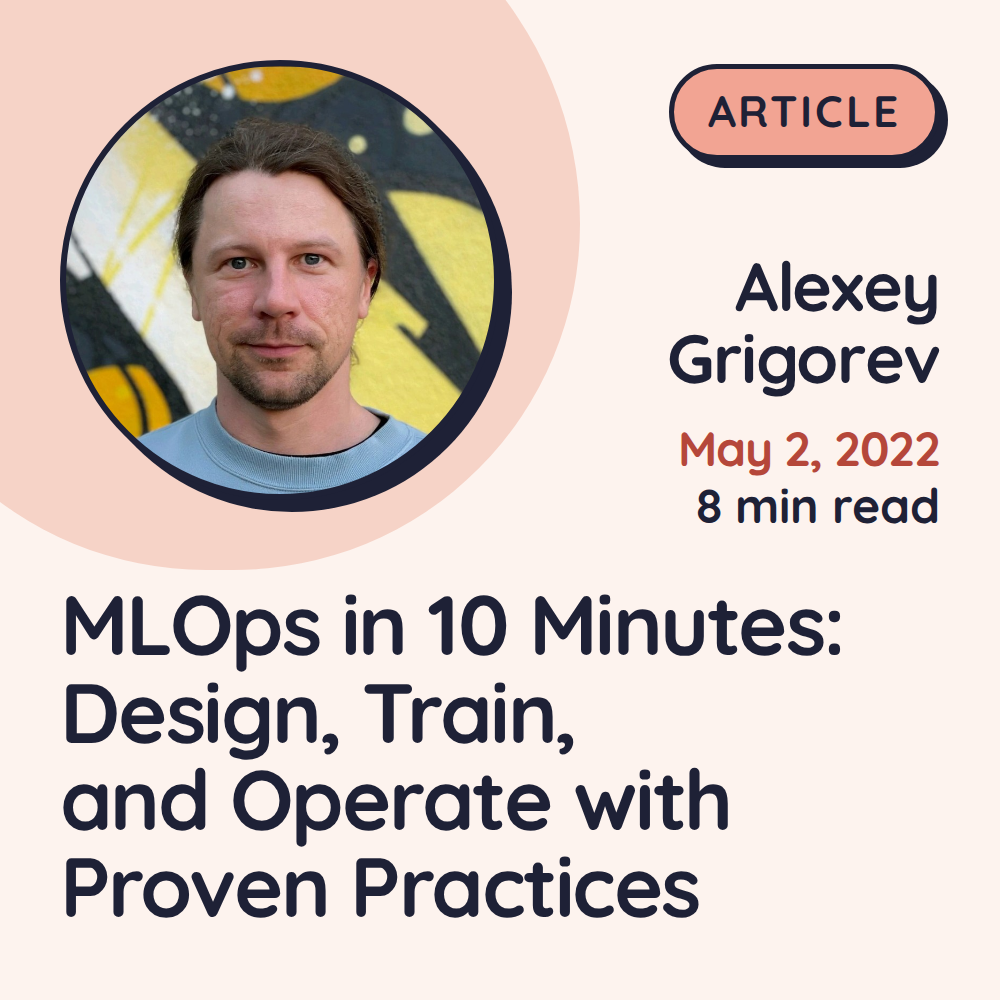 ARTICLE
Alexey
Grigorev
May 2, 2022
8 min read
MLOps in 10 Minutes:
Design, Train,
and Operate with
Proven Practices